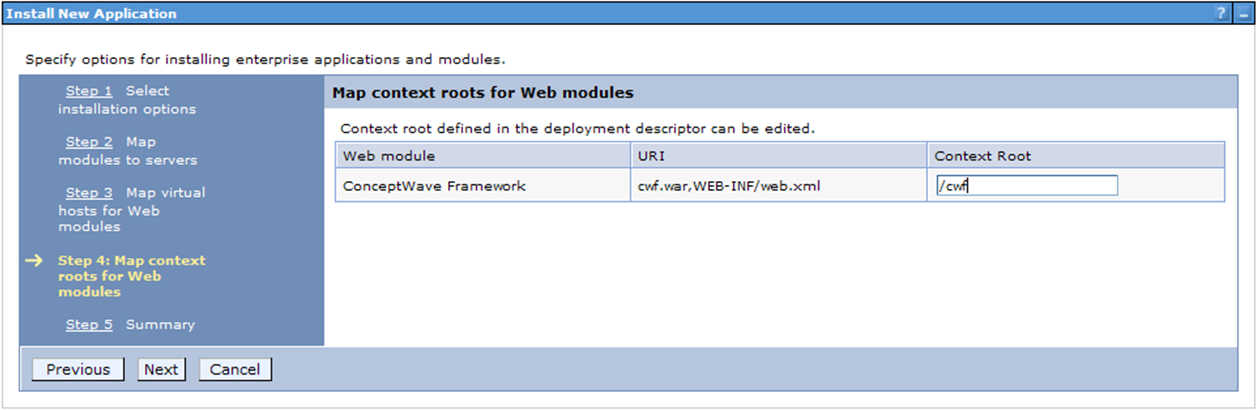 Install New Application ? –
Specify options for installing enterprise applications and modules.
Step 1 Select
installation options
Step 2 Map
modules to servers
Step 3 Map virtual
hosts for Web
modules
Step 4: Map context
roots for Web
modules
Step 5 Summary
Map context roots for Web modules
Context root defined in the deployment descriptor can be edited.
Web module URI Context Root
ConceptWave Framework cwf.war,WEB-INF/web.xml /cwf
Previous Next Cancel